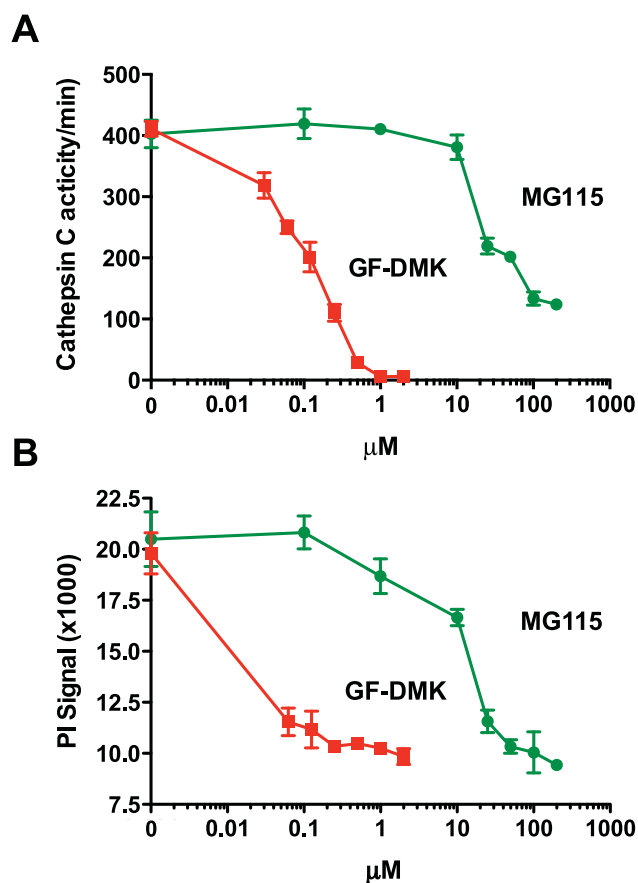 A
Cathepsin C acticity/min
500
400
300
200
100
0
MG115
GF-DMK
0 0.01 0.1 1 10 100 1000
μM
B
PI Signal (x1000)
22.5
20.0
17.5
15.0
12.5
10.0
7.5
MG115
GF-DMK
0 0.01 0.1 1 10 100 1000
μM